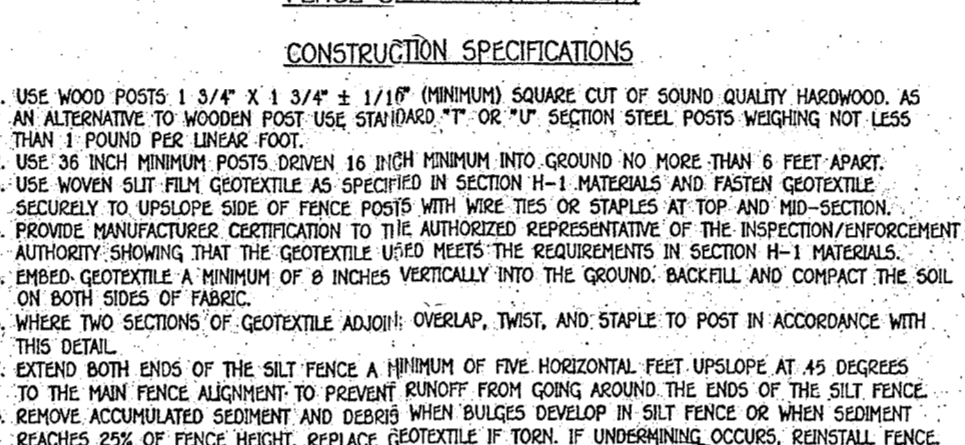 CONSTRUCTION SPECIFICATIONS
. USE WOOD POSTS 1 3/4" X 1 3/4" ± 1/16" (MINIMUM) SQUARE CUT OF SOUND QUALITY HARDWOOD. AS
AN ALTERNATIVE TO WOODEN POST USE STANDARD "T" OR "U" SECTION STEEL POSTS WEIGHING NOT LESS
THAN 1 POUND PER LINEAR FOOT.
. USE 36 INCH MINIMUM POSTS DRIVEN 16 INCH MINIMUM INTO GROUND NO MORE THAN 6 FEET APART.
. USE WOVEN SLIT FILM GEOTEXTILE AS SPECIFIED IN SECTION H-1 MATERIALS AND FASTEN GEOTEXTILE
SECURELY TO UPSLOPE SIDE OF FENCE POSTS WITH WIRE TIES OR STAPLES AT TOP AND MID-SECTION.
. PROVIDE MANUFACTURER CERTIFICATION TO THE AUTHORIZED REPRESENTATIVE OF THE INSPECTION/ENFORCEMENT
AUTHORITY SHOWING THAT THE GEOTEXTILE USED MEETS THE REQUIREMENTS IN SECTION H-1 MATERIALS.
. EMBED GEOTEXTILE A MINIMUM OF 8 INCHES VERTICALLY INTO THE GROUND. BACKFILL AND COMPACT THE SOIL
ON BOTH SIDES OF FABRIC.
. WHERE TWO SECTIONS OF GEOTEXTILE ADJOIN: OVERLAP, TWIST, AND STAPLE TO POST IN ACCORDANCE WITH
THIS DETAIL
. EXTEND BOTH ENDS OF THE SILT FENCE A MINIMUM OF FIVE HORIZONTAL FEET UPSLOPE AT 45 DEGREES
TO THE MAIN FENCE ALIGNMENT TO PREVENT RUNOFF FROM GOING AROUND THE ENDS OF THE SILT FENCE.
. REMOVE ACCUMULATED SEDIMENT AND DEBRIS WHEN BULGES DEVELOP IN SILT FENCE OR WHEN SEDIMENT
REACHES 25% OF FENCE HEIGHT. REPLACE GEOTEXTILE IF TORN. IF UNDERMINING OCCURS, REINSTALL FENCE.